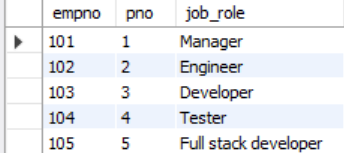 empno pno job_role
101 1 Manager
102 2 Engineer
103 3 Developer
104 4 Tester
105 5 Full stack developer